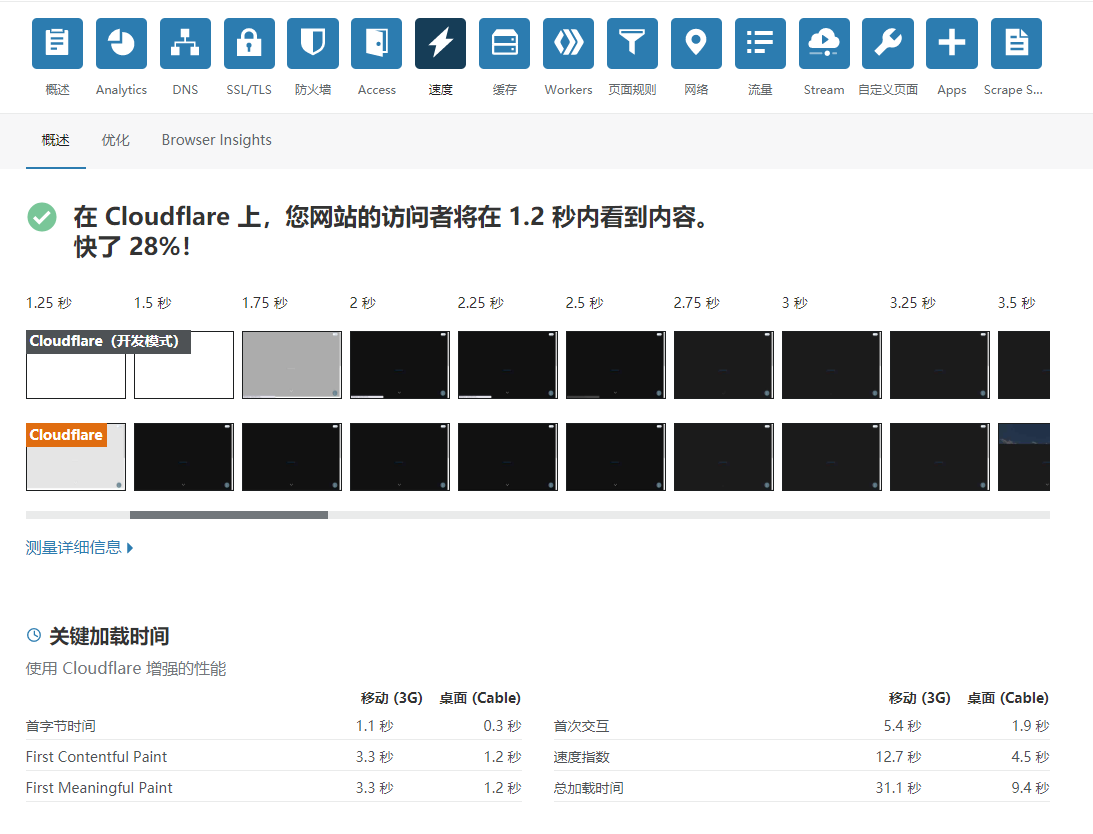 概述 Analytics DNS SSL/TLS 防火墙 Access 速度 缓存 Workers 页面规则 网络 流量 Stream 自定义页面 Apps Scrape S...
概述 优化 Browser Insights
在 Cloudflare 上，您网站的访问者将在 1.2 秒内看到内容。
快了 28%！
1.25 秒 1.5 秒 1.75 秒 2 秒 2.25 秒 2.5 秒 2.75 秒 3 秒 3.25 秒 3.5 秒
Cloudflare（开发模式）
Cloudflare
测量详细信息
关键加载时间
使用 Cloudflare 增强的性能
移动 (3G) 桌面 (Cable) 移动 (3G) 桌面 (Cable)
首字节时间 1.1 秒 0.3 秒 首次交互 5.4 秒 1.9 秒
First Contentful Paint 3.3 秒 1.2 秒 速度指数 12.7 秒 4.5 秒
First Meaningful Paint 3.3 秒 1.2 秒 总加载时间 31.1 秒 9.4 秒